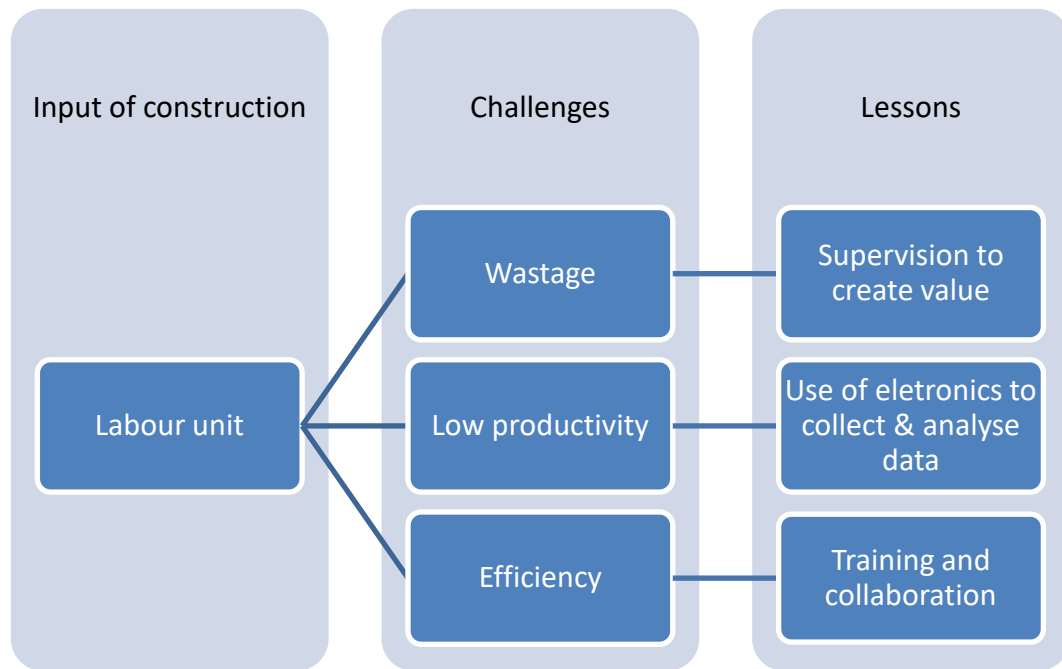 Input of construction
Challenges
Lessons
Labour unit
Wastage
Low productivity
Efficiency
Supervision to
create value
Use of eletronics to
collect & analyse
data
Training and
collaboration